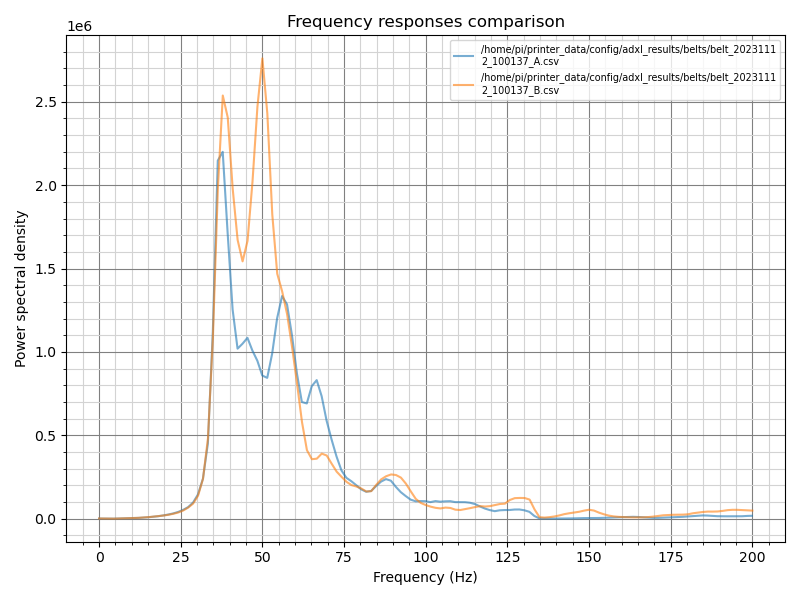 Frequency responses comparison
1e6
/home/pi/printer_data/config/adxl_results/belts/belt_2023111
2_100137_A.csv
/home/pi/printer_data/config/adxl_results/belts/belt_2023111
2_100137_B.csv
2.5
2.0
1.5
1.0
0.5
0.0
Power spectral density
0 25 50 75 100 125 150 175 200
Frequency (Hz)